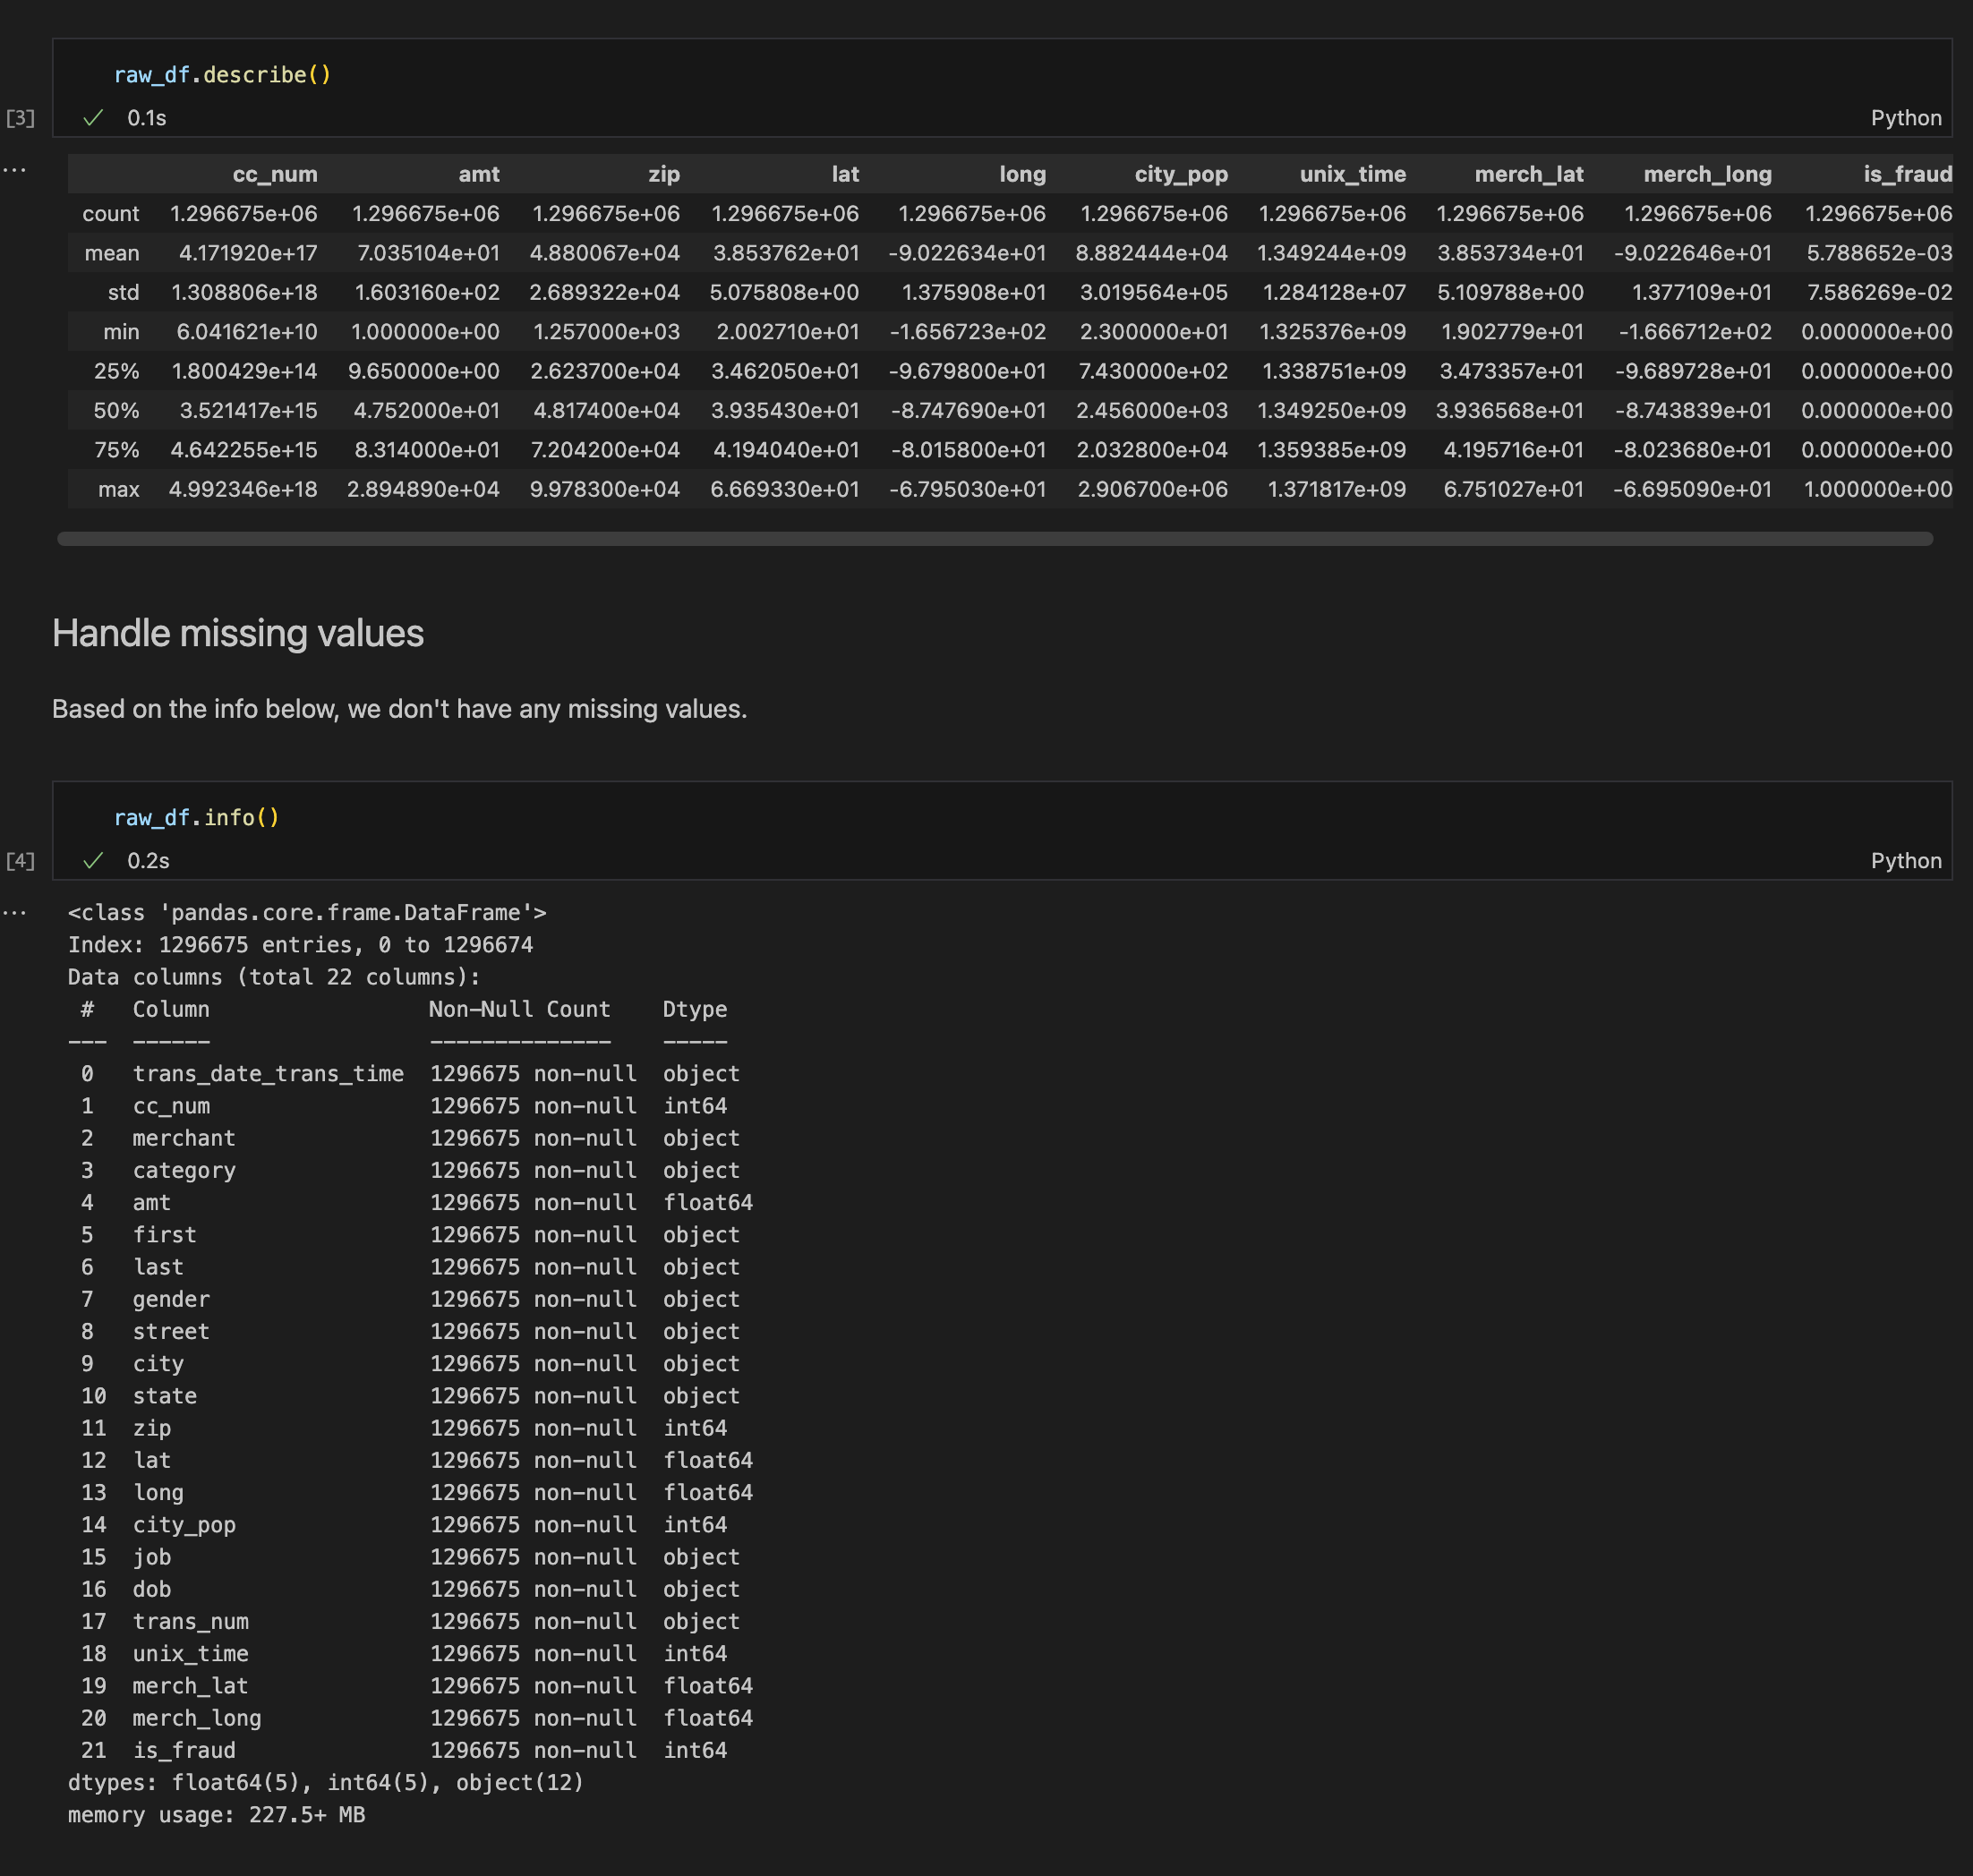 raw_df.describe()
[3]
✓ 0.1s
Python
...
cc_num amt zip lat long city_pop unix_time merch_lat merch_long is_fraud
count 1.296675e+06 1.296675e+06 1.296675e+06 1.296675e+06 1.296675e+06 1.296675e+06 1.296675e+06 1.296675e+06 1.296675e+06 1.296675e+06
mean 4.171920e+17 7.035104e+01 4.880067e+04 3.853762e+01 -9.022634e+01 8.882444e+04 1.349244e+09 3.853734e+01 -9.022646e+01 5.788652e-03
std 1.308806e+18 1.603160e+02 2.689322e+04 5.075808e+00 1.375908e+01 3.019564e+05 1.284128e+07 5.109788e+00 1.377109e+01 7.586269e-02
min 6.041621e+10 1.000000e+00 1.257000e+03 2.002710e+01 -1.656723e+02 2.300000e+01 1.325376e+09 1.902779e+01 -1.666712e+02 0.000000e+00
25% 1.800429e+14 9.650000e+00 2.623700e+04 3.462050e+01 -9.679800e+01 7.430000e+02 1.338751e+09 3.473357e+01 -9.689728e+01 0.000000e+00
50% 3.521417e+15 4.752000e+01 4.817400e+04 3.935430e+01 -8.747690e+01 2.456000e+03 1.349250e+09 3.936568e+01 -8.743839e+01 0.000000e+00
75% 4.642255e+15 8.314000e+01 7.204200e+04 4.194040e+01 -8.015800e+01 2.032800e+04 1.359385e+09 4.195716e+01 -8.023680e+01 0.000000e+00
max 4.992346e+18 2.894890e+04 9.978300e+04 6.669330e+01 -6.795030e+01 2.906700e+06 1.371817e+09 6.751027e+01 -6.695090e+01 1.000000e+00
Handle missing values
Based on the info below, we don't have any missing values.
raw_df.info()
[4]
✓ 0.2s
Python
...
<class 'pandas.core.frame.DataFrame'>
Index: 1296675 entries, 0 to 1296674
Data columns (total 22 columns):
# Column Non-Null Count Dtype
--- ------ -------------- -----
0 trans_date_trans_time 1296675 non-null object
1 cc_num 1296675 non-null int64
2 merchant 1296675 non-null object
3 category 1296675 non-null object
4 amt 1296675 non-null float64
5 first 1296675 non-null object
6 last 1296675 non-null object
7 gender 1296675 non-null object
8 street 1296675 non-null object
9 city 1296675 non-null object
10 state 1296675 non-null object
11 zip 1296675 non-null int64
12 lat 1296675 non-null float64
13 long 1296675 non-null float64
14 city_pop 1296675 non-null int64
15 job 1296675 non-null object
16 dob 1296675 non-null object
17 trans_num 1296675 non-null object
18 unix_time 1296675 non-null int64
19 merch_lat 1296675 non-null float64
20 merch_long 1296675 non-null float64
21 is_fraud 1296675 non-null int64
dtypes: float64(5), int64(5), object(12)
memory usage: 227.5+ MB